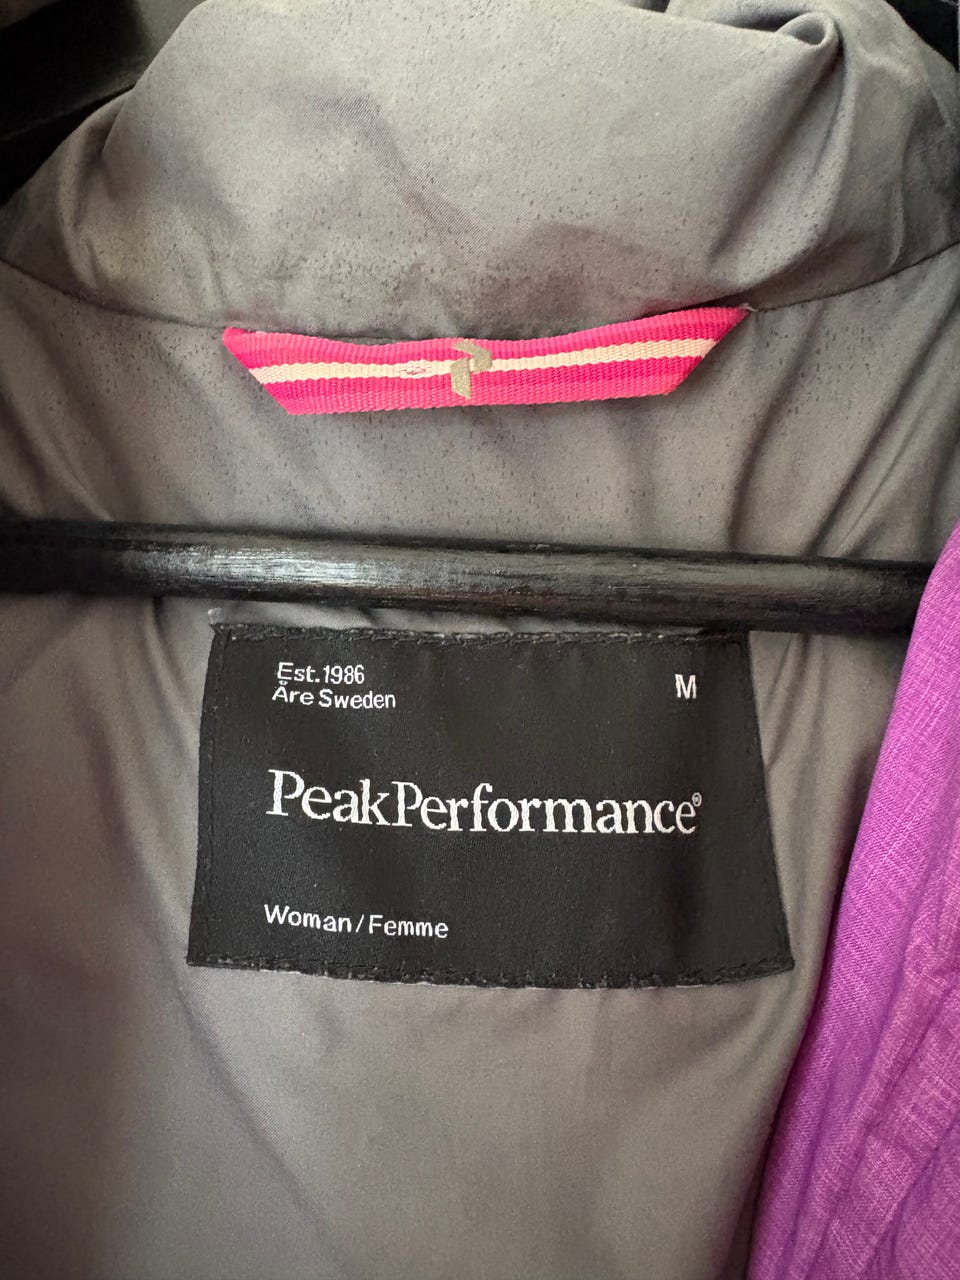 Est.1986
Åre Sweden
M
PeakPerformance®
Woman/Femme